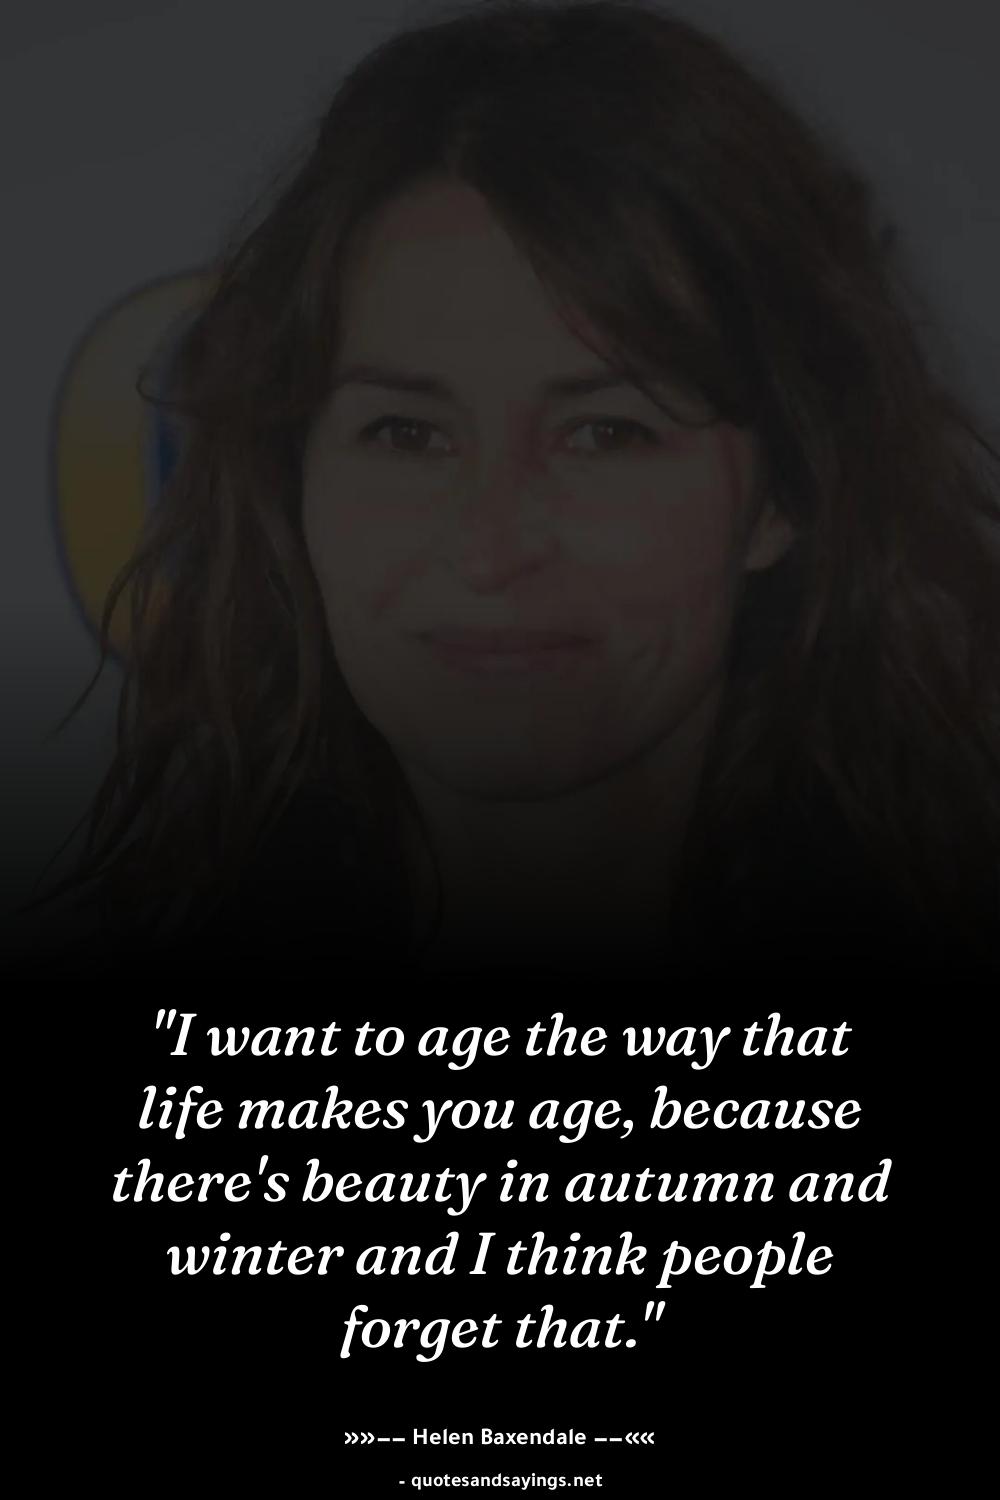 "I want to age the way that
life makes you age, because
there's beauty in autumn and
winter and I think people
forget that."
»»–– Helen Baxendale ––««
- quotesandsayings.net